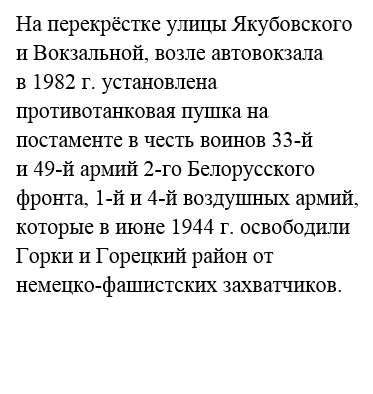 На перекрёстке улицы Якубовского
и Вокзальной, возле автовокзала
в 1982 г. установлена
противотанковая пушка на
постаменте в честь воинов 33-й
и 49-й армий 2-го Белорусского
фронта, 1-й и 4-й воздушных армий,
которые в июне 1944 г. освободили
Горки и Горецкий район от
немецко-фашистских захватчиков.